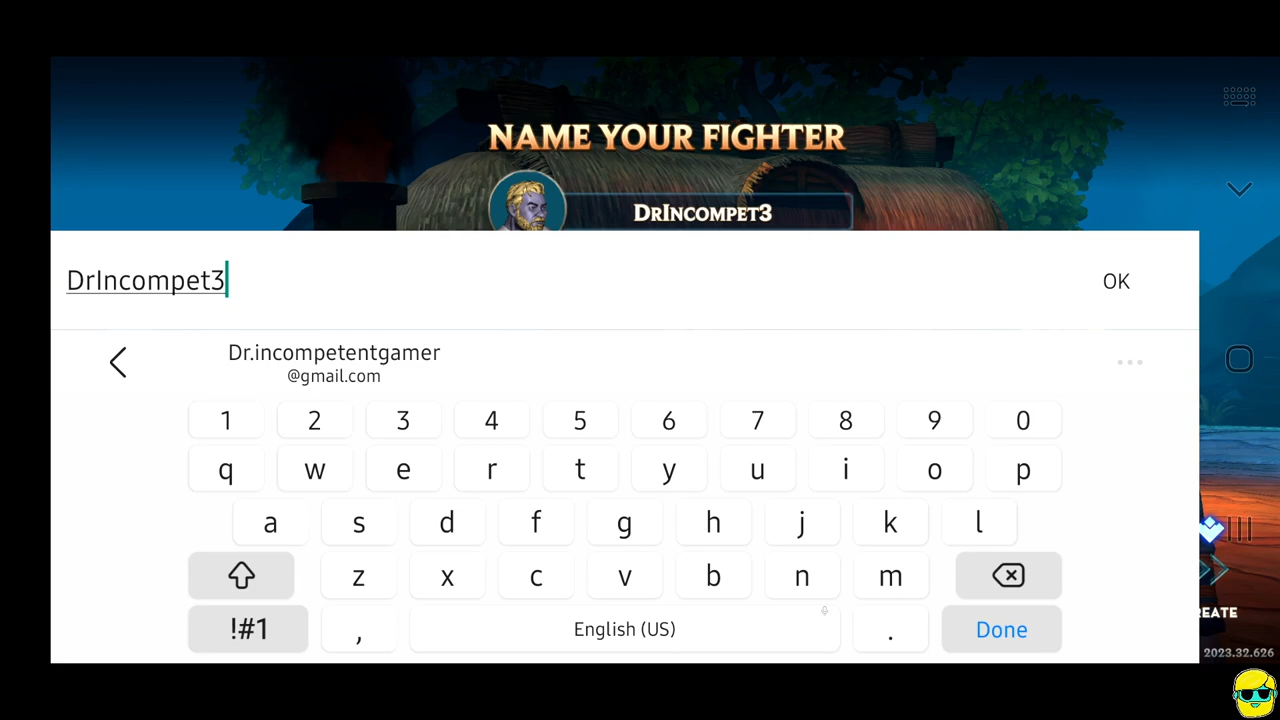 NAME YOUR FIGHTER
DrIncompet3
DrIncompet3
OK
Dr.incompetentgamer
@gmail.com
1 2 3 4 5 6 7 8 9 0
q w e r t y u i o p
a s d f g h j k l
z x c v b n m
!#1 , English (US) . Done
REATE
2023.32.626